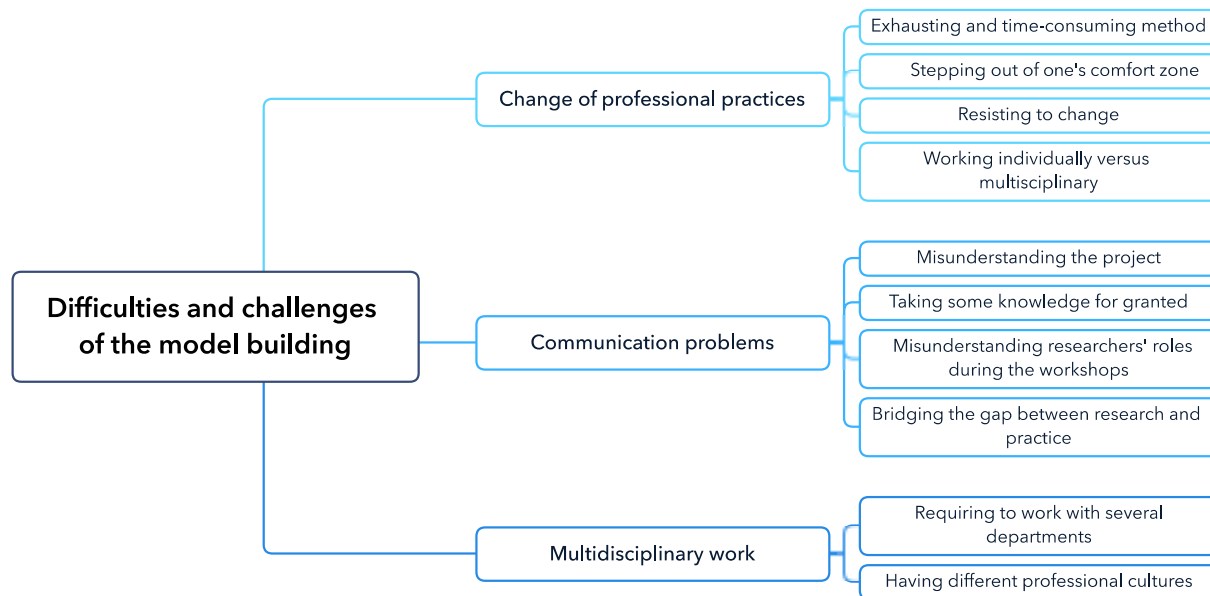 Exhausting and time-consuming method
Stepping out of one's comfort zone
Change of professional practices
Resisting to change
Working individually versus
multisciplinary
Difficulties and challenges
of the model building
Misunderstanding the project
Taking some knowledge for granted
Communication problems
Misunderstanding researchers' roles
during the workshops
Bridging the gap between research and
practice
Requiring to work with several
departments
Multidisciplinary work
Having different professional cultures